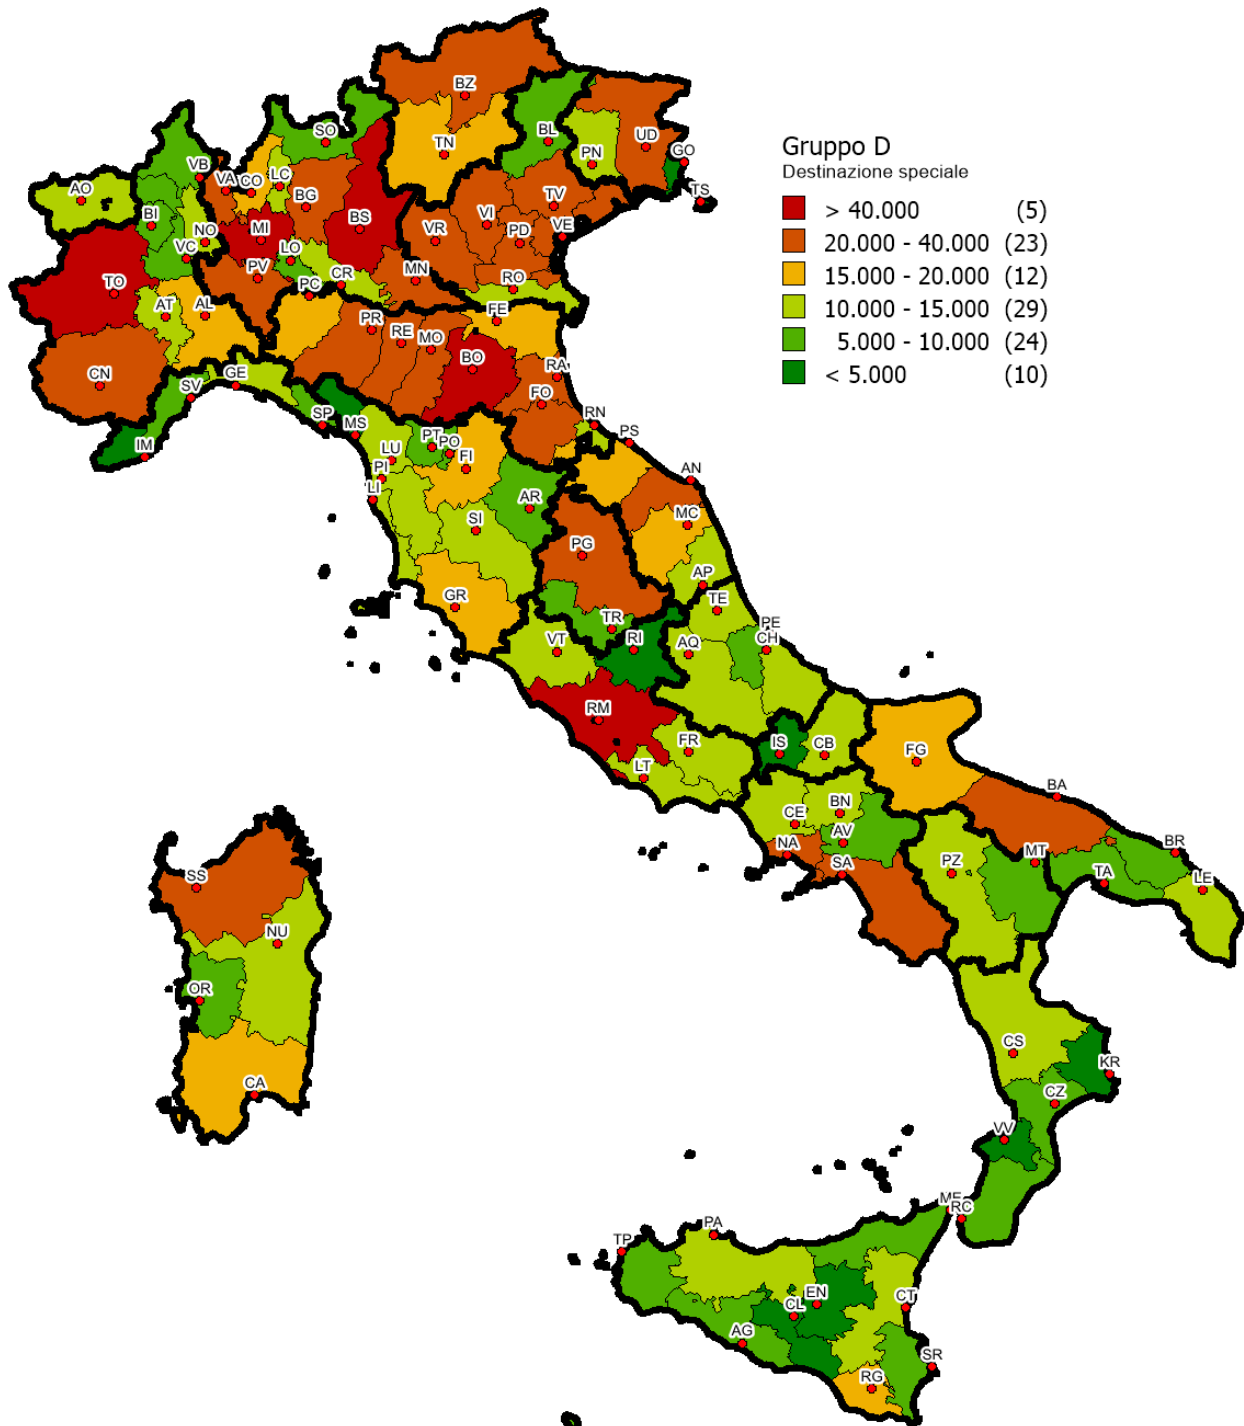 Gruppo D
Destinazione speciale
> 40.000 (5)
20.000 - 40.000 (23)
15.000 - 20.000 (12)
10.000 - 15.000 (29)
5.000 - 10.000 (24)
< 5.000 (10)
BZ
SO
BL
UD
TN
PN
GO
VB
VA
CO
LC
BG
AO
TS
TV
BI
BS
VI
NO
MI
VR
PD
VE
VC
LO
PV
CR
MN
RO
TO
PC
AT
AL
FE
PR
RE
MO
BO
RA
CN
GE
SV
FO
SP
MS
RN
PS
IM
PT
PO
LU
FI
PI
AN
LI
AR
SI
MC
PG
AP
GR
TE
TR
PE
RI
VT
AQ
CH
RM
FR
IS
CB
FG
LT
BA
BN
CE
AV
NA
SA
PZ
MT
BR
TA
LE
SS
NU
OR
CS
KR
CA
CZ
VV
ME
RC
PA
TP
EN
CL
CT
AG
SR
RG